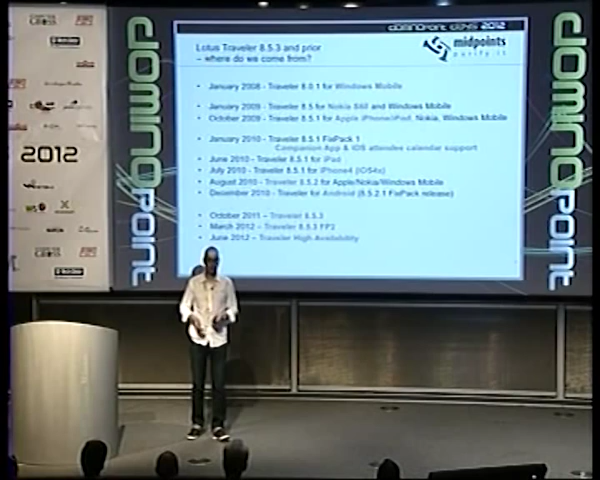 dominopoint days 2012
Lotus Traveler 8.5.3 and prior
– where do we come from?
midpoints
purify.it
• January 2008 - Traveler 8.0.1 for Windows Mobile
• January 2009 - Traveler 8.5 for Nokia S60 and Windows Mobile
• October 2009 - Traveler 8.5.1 for Apple iPhone/iPod, Nokia, Windows Mobile
• January 2010 - Traveler 8.5.1 FixPack 1
Companion App & iOS attendee calendar support
• June 2010 - Traveler 8.5.1 for iPad
• July 2010 - Traveler 8.5.1 for iPhone4 (iOS4x)
• August 2010 - Traveler 8.5.2 for Apple/Nokia/Windows Mobile
• December 2010 - Traveler for Android (8.5.2.1 FixPack release)
• October 2011 – Traveler 8.5.3
• March 2012 – Traveler 8.5.3 FP2
• June 2012 – Traveler High Availability
2012
dominopoint
dominopoint